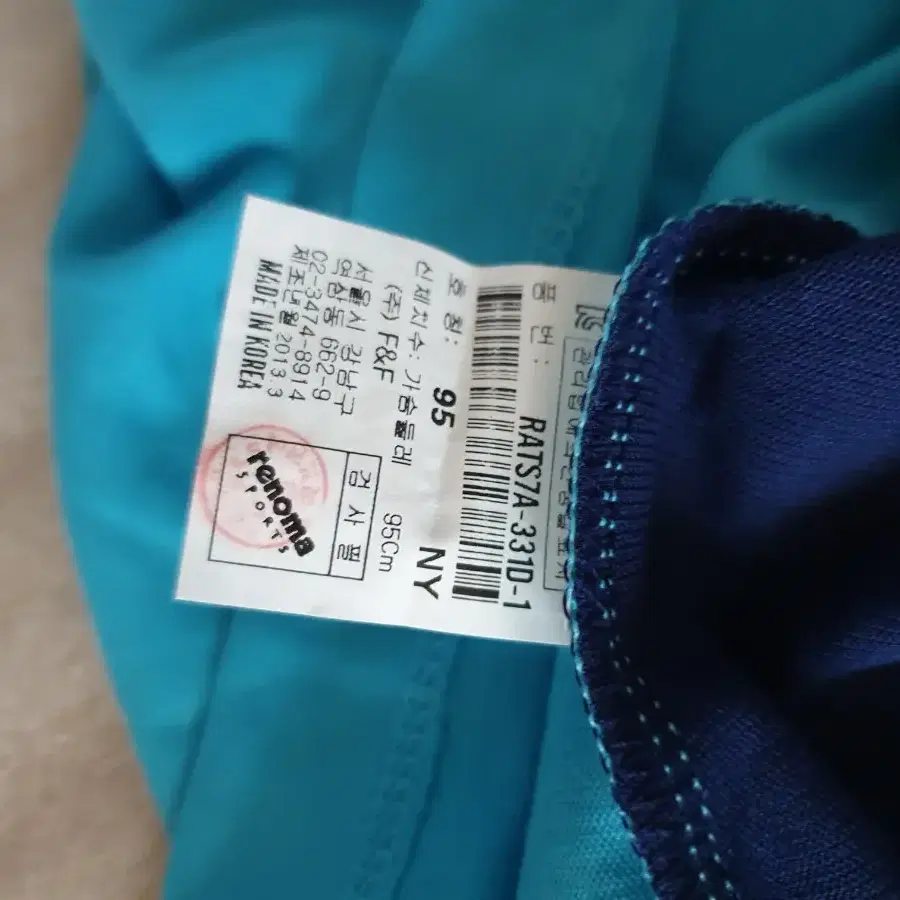 품 번 : RATS7A-331D-1
호 칭 : 95 NY
신체치수: 가슴둘레 95Cm
(주) F&F
서울시 강남구
역삼동 662-9
02-3474-8914
제조년월 2013.3
MADE IN KOREA
검 사 필
renoma
SPORTS